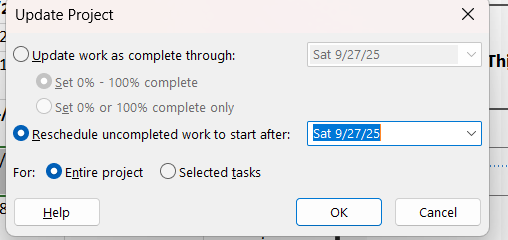 Update Project
Update work as complete through: Sat 9/27/25
Set 0% - 100% complete
Set 0% or 100% complete only
Reschedule uncompleted work to start after: Sat 9/27/25
For: Entire project Selected tasks
Help OK Cancel
Thi